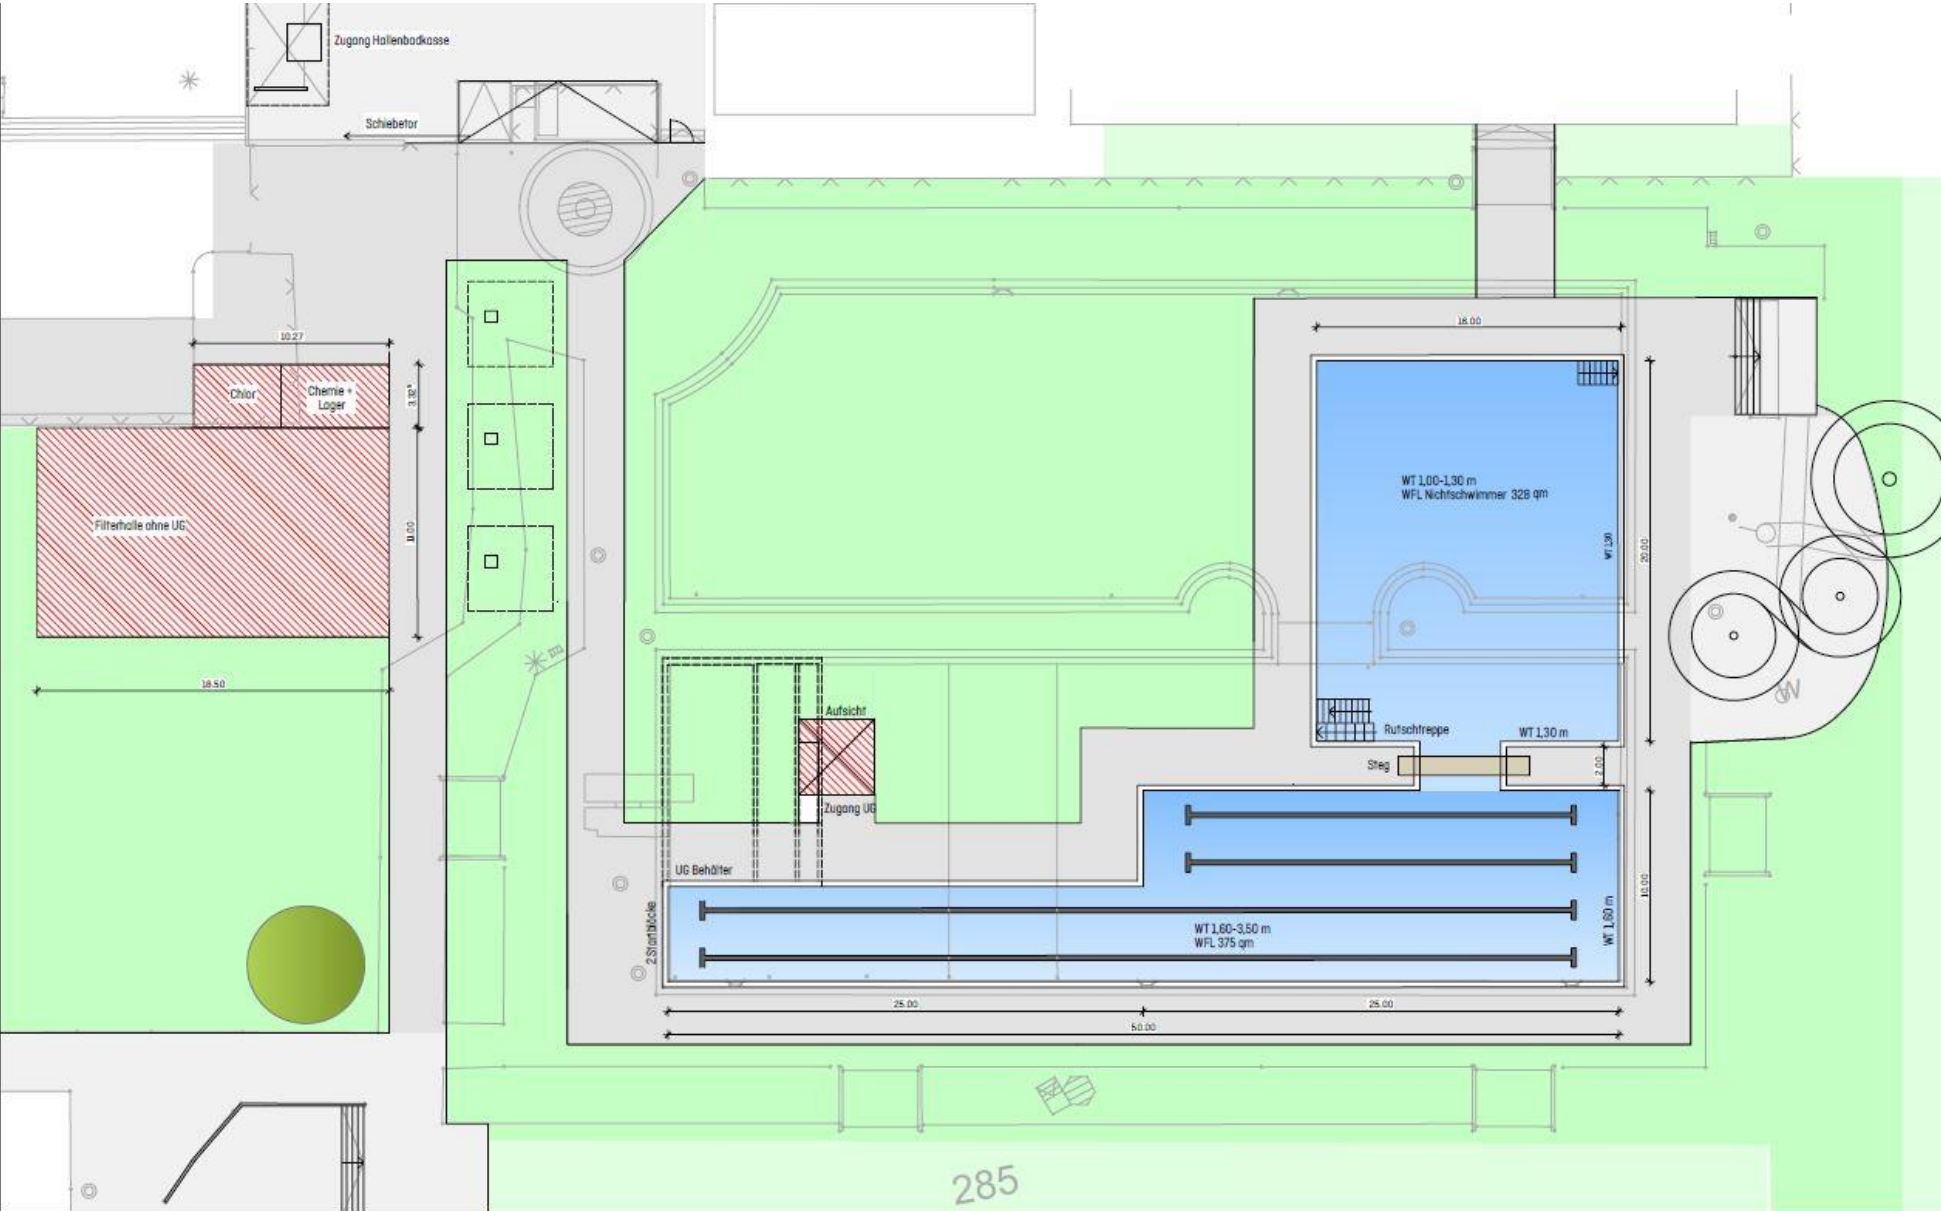 Zugang Hallenbadkasse
Schiebetor
16.00
10.27
Chlor
Chemie +
Lager
3.32⁵
WT 1,00-1,30 m
WFL Nichtschwimmer 328 qm
Filterhalle ohne UG
11.00
WT 1,30
20.00
18.50
Aufsicht
Rutschtreppe
WT 1,30 m
Steg
2.00
Zugang UG
UG Behälter
10.00
2 Startblöcke
WT 1,60-3,50 m
WFL 375 qm
WT 1,60 m
25.00
25.00
50.00
W
285